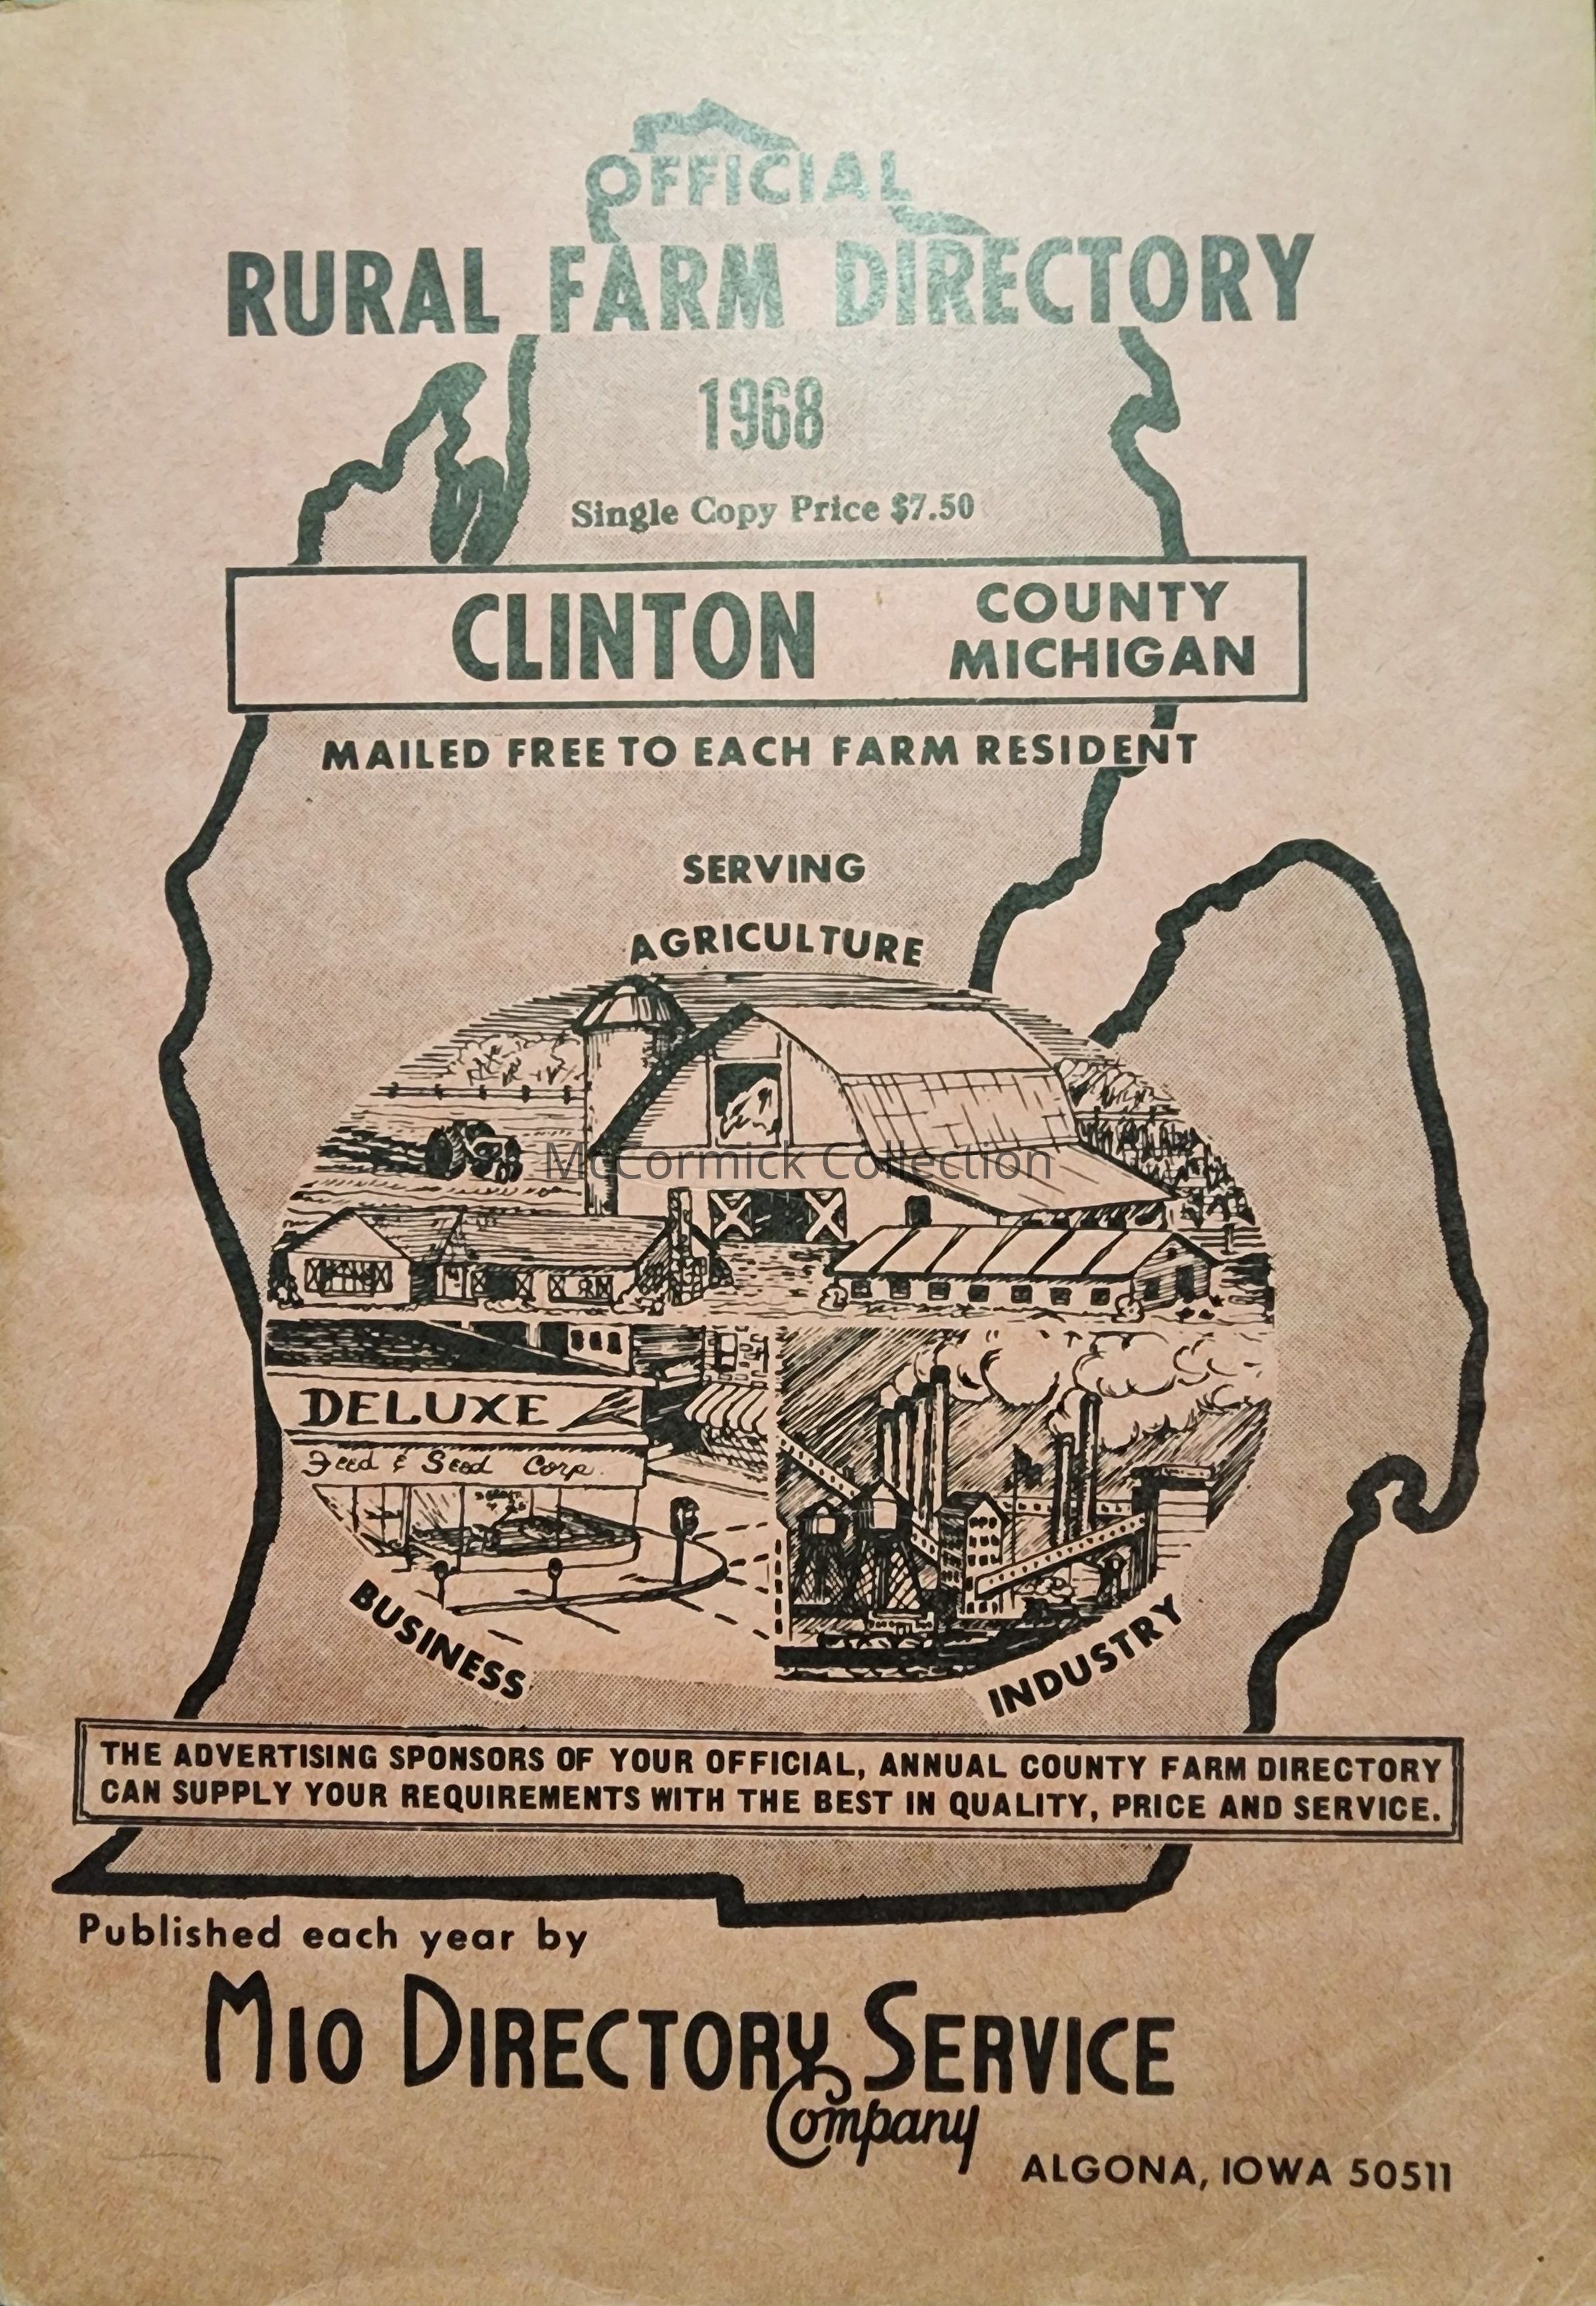 OFFICIAL
RURAL FARM DIRECTORY
1968
Single Copy Price $7.50
CLINTON
COUNTY
MICHIGAN
MAILED FREE TO EACH FARM RESIDENT
SERVING
AGRICULTURE
McCormick Collection
DELUXE
Feed & Seed Corp.
BUSINESS
INDUSTRY
THE ADVERTISING SPONSORS OF YOUR OFFICIAL, ANNUAL COUNTY FARM DIRECTORY
CAN SUPPLY YOUR REQUIREMENTS WITH THE BEST IN QUALITY, PRICE AND SERVICE.
Published each year by
MIO DIRECTORY SERVICE
Company
ALGONA, IOWA 50511